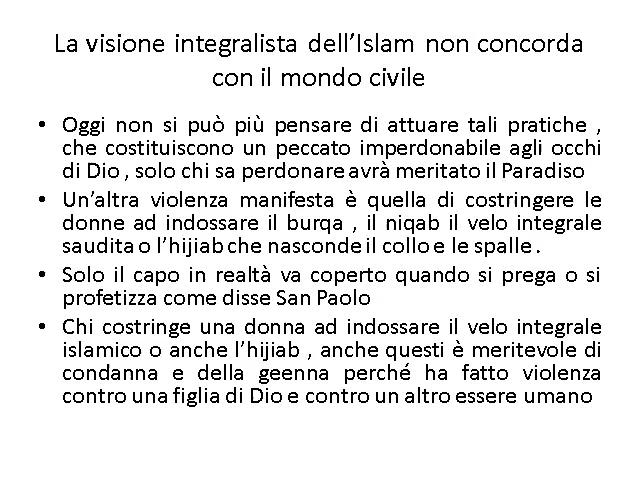 La visione integralista dell’Islam non concorda
con il mondo civile
• Oggi non si può più pensare di attuare tali pratiche ,
che costituiscono un peccato imperdonabile agli occhi
di Dio , solo chi sa perdonare avrà meritato il Paradiso
• Un’altra violenza manifesta è quella di costringere le
donne ad indossare il burqa , il niqab il velo integrale
saudita o l’hijiab che nasconde il collo e le spalle .
• Solo il capo in realtà va coperto quando si prega o si
profetizza come disse San Paolo
• Chi costringe una donna ad indossare il velo integrale
islamico o anche l’hijiab , anche questi è meritevole di
condanna e della geenna perché ha fatto violenza
contro una figlia di Dio e contro un altro essere umano